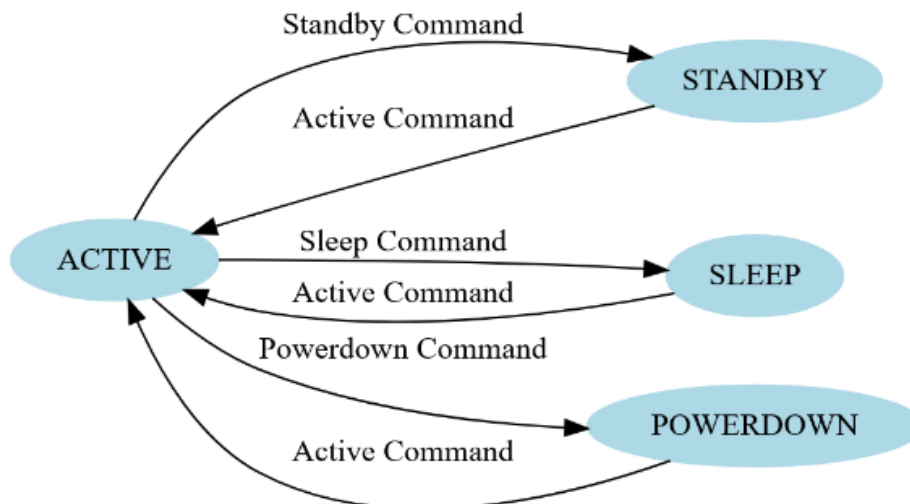 Standby Command
STANDBY
Active Command
ACTIVE
Sleep Command
SLEEP
Active Command
Powerdown Command
POWERDOWN
Active Command